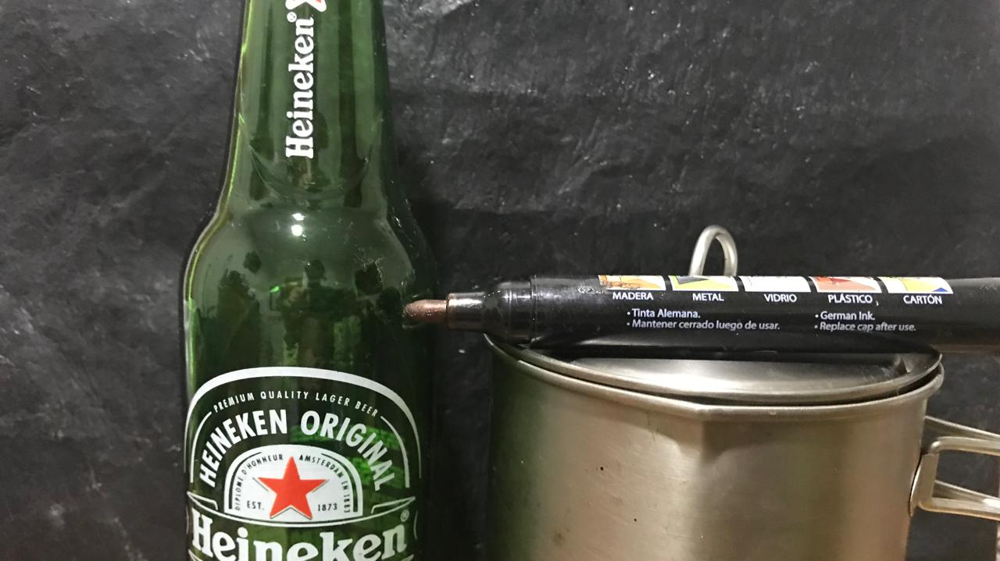 Heineken®
PREMIUM QUALITY LAGER BEER
HEINEKEN ORIGINAL
DIPLOME D'HONNEUR AMSTERDAM EN 1883
EST. 1873
Heineken®
MADERA METAL VIDRIO PLÁSTICO CARTÓN
• Tinta Alemana.
• Mantener cerrado luego de usar.
• German Ink.
• Replace cap after use.